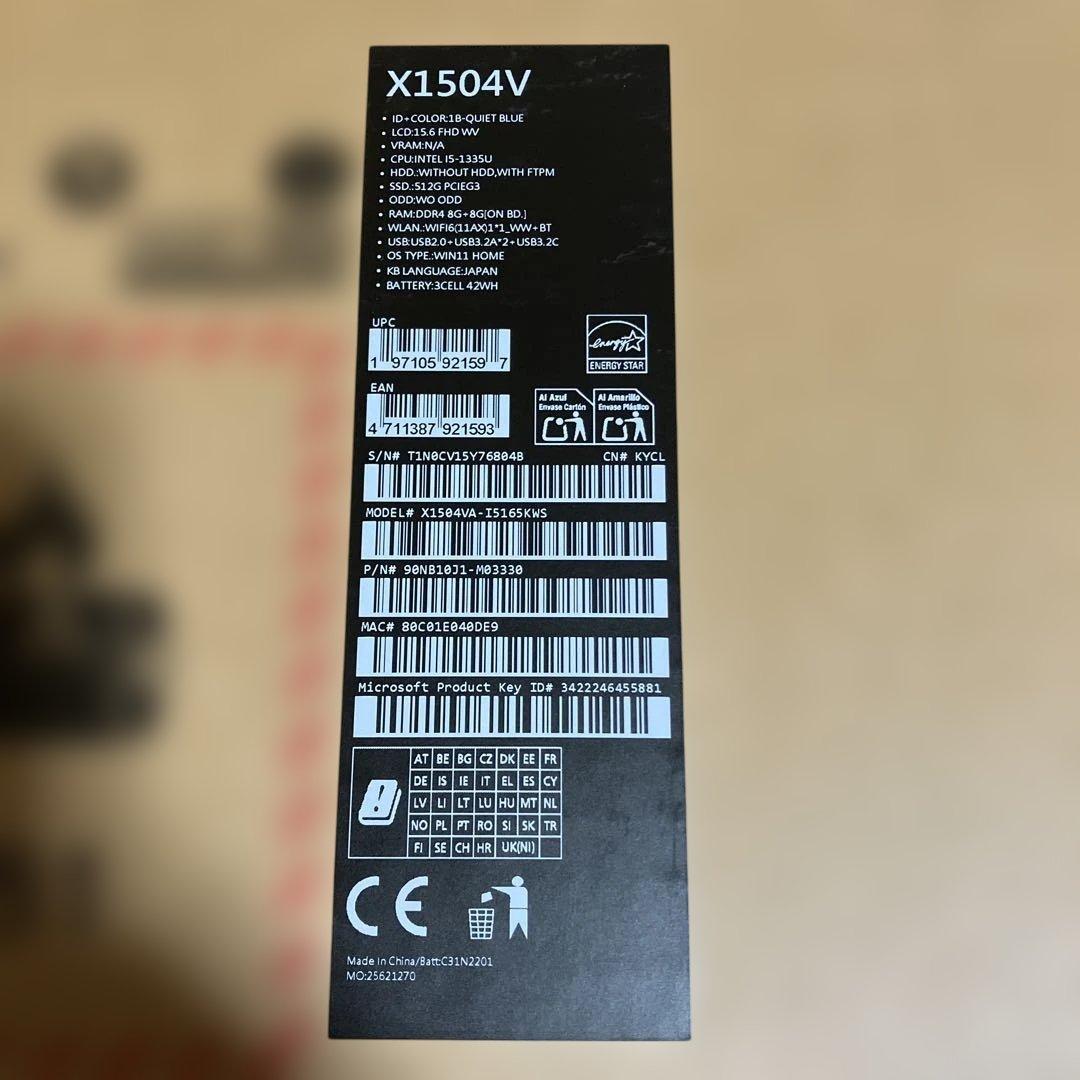 X1504V
• ID+COLOR:1B-QUIET BLUE
• LCD:15.6 FHD WV
• VRAM:N/A
• CPU:INTEL I5-1335U
• HDD.:WITHOUT HDD,WITH FTPM
• SSD.:512G PCIEG3
• ODD:WO ODD
• RAM:DDR4 8G+8G[ON BD.]
• WLAN.:WIFI6(11AX)1*1_WW+BT
• USB:USB2.0+USB3.2A*2+USB3.2C
• OS TYPE.:WIN11 HOME
• KB LANGUAGE:JAPAN
• BATTERY:3CELL 42WH
UPC
1 97105 92159 7
energy
ENERGY STAR
EAN
4 711387 921593
Al Azul
Envase Cartón
Al Amarillo
Envase Plástico
S/N# T1N0CV15Y76804B CN# KYCL
MODEL# X1504VA-I5165KWS
P/N# 90NB10J1-M03330
MAC# 80C01E040DE9
Microsoft Product Key ID# 3422246455881
AT BE BG CZ DK EE FR
DE IS IE IT EL ES CY
LV LI LT LU HU MT NL
NO PL PT RO SI SK TR
FI SE CH HR UK(NI)
CE
Made In China/Batt:C31N2201
MO:25621270